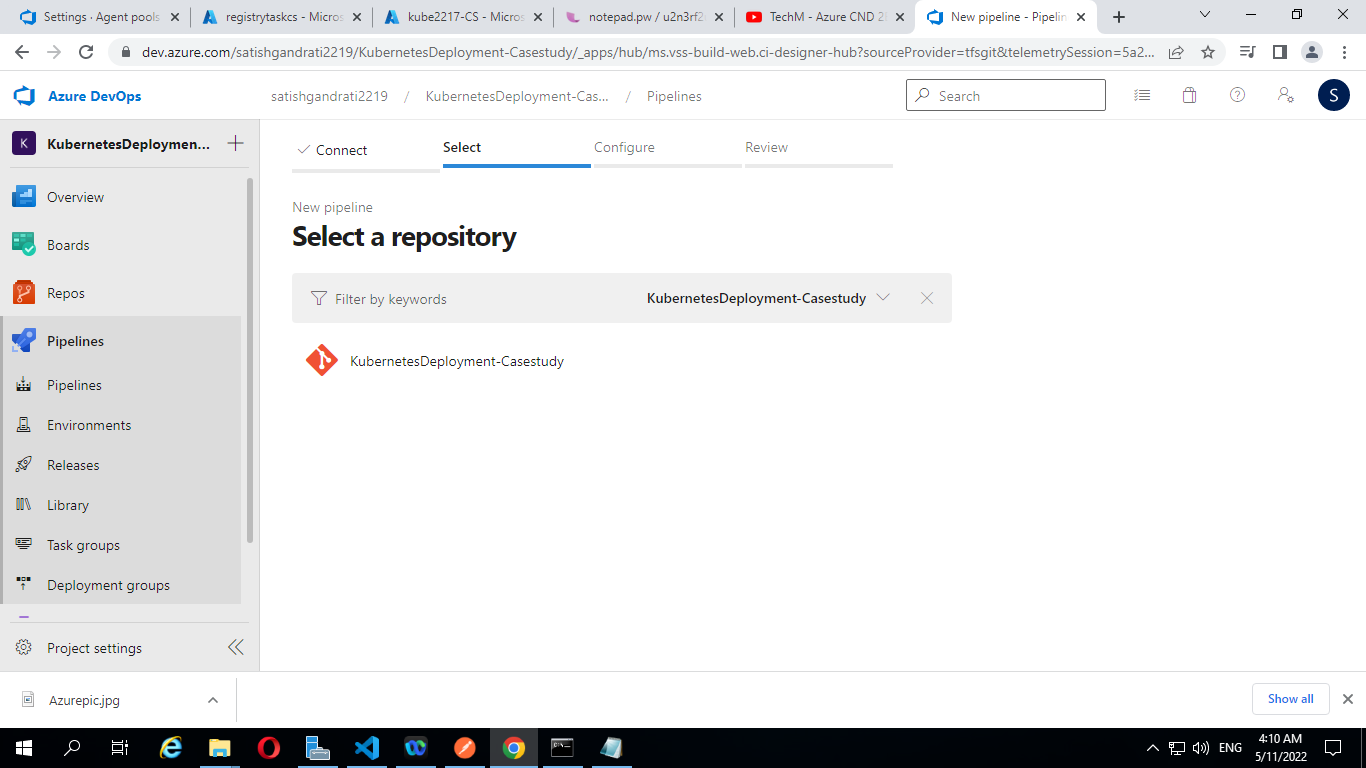 Settings · Agent pools
registrytaskcs - Micros
kube2217-CS - Micros
notepad.pw / u2n3rf2
TechM - Azure CND 2
New pipeline - Pipelin
dev.azure.com/satishgandrati2219/KubernetesDeployment-Casestudy/_apps/hub/ms.vss-build-web.ci-designer-hub?sourceProvider=tfsgit&telemetrySession=5a2...
Azure DevOps
satishgandrati2219 / KubernetesDeployment-Cas... / Pipelines
Search
S
K
KubernetesDeploymen...
Overview
Boards
Repos
Pipelines
Pipelines
Environments
Releases
Library
Task groups
Deployment groups
Project settings
Connect
Select
Configure
Review
New pipeline
Select a repository
Filter by keywords
KubernetesDeployment-Casestudy
KubernetesDeployment-Casestudy
Azurepic.jpg
Show all
ENG
4:10 AM
5/11/2022